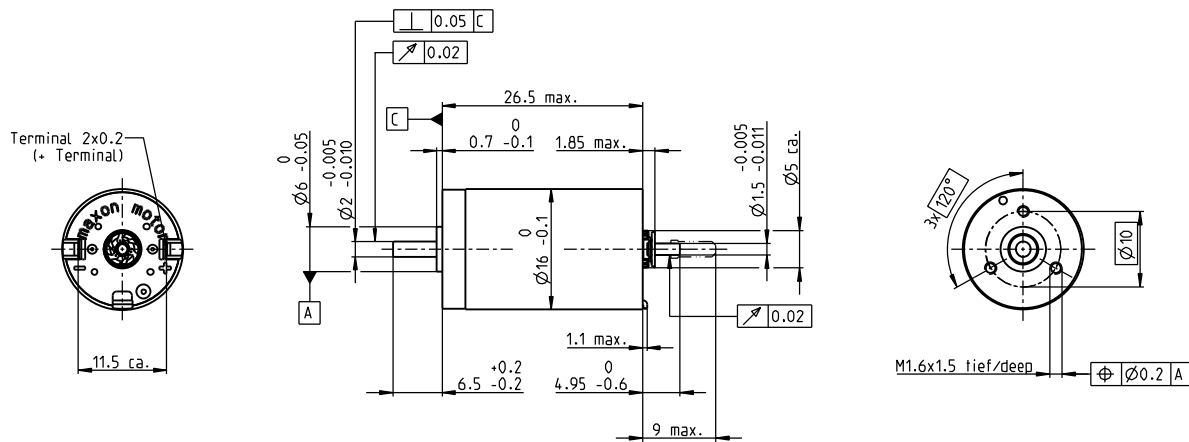 ⟂ 0.05 C
↗ 0.02
26.5 max.
C
0
0.7 -0.1
1.85 max.
Terminal 2x0.2
(+ Terminal)
maxon motor
- +
11.5 ca.
0
Ø6 -0.05
-0.005
Ø2 -0.010
A
0
Ø16 -0.1
-0.005
Ø1.5 -0.011
Ø5 ca.
↗ 0.02
1.1 max.
+0.2
6.5 -0.2
0
4.95 -0.6
9 max.
3x 120°
Ø10
M1.6x1.5 tief/deep
⌖ Ø0.2 A